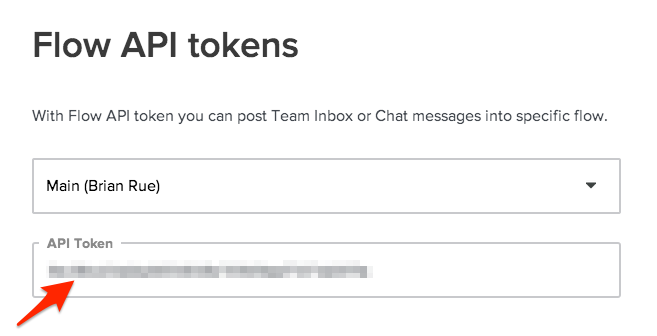 Flow API tokens
With Flow API token you can post Team Inbox or Chat messages into specific flow.
Main (Brian Rue)
API Token